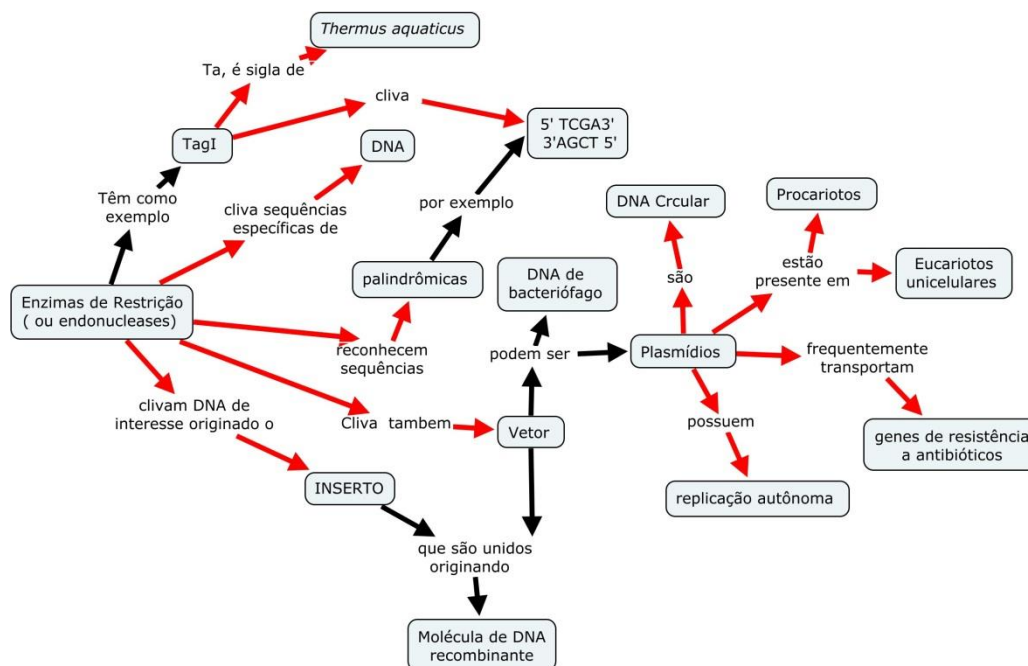 Thermus aquaticus
Ta, é sigla de
cliva
TagI
5' TCGA3'
3'AGCT 5'
DNA
Têm como
exemplo
cliva sequências
específicas de
por exemplo
DNA Crcular
Procariotos
palindrômicas
DNA de
bacteriófago
são
estão
presente em
Eucariotos
unicelulares
Enzimas de Restrição
( ou endonucleases)
reconhecem
sequências
podem ser
Plasmídios
frequentemente
transportam
clivam DNA de
interesse originado o
Cliva tambem
Vetor
possuem
genes de resistência
a antibióticos
INSERTO
replicação autônoma
que são unidos
originando
Molécula de DNA
recombinante